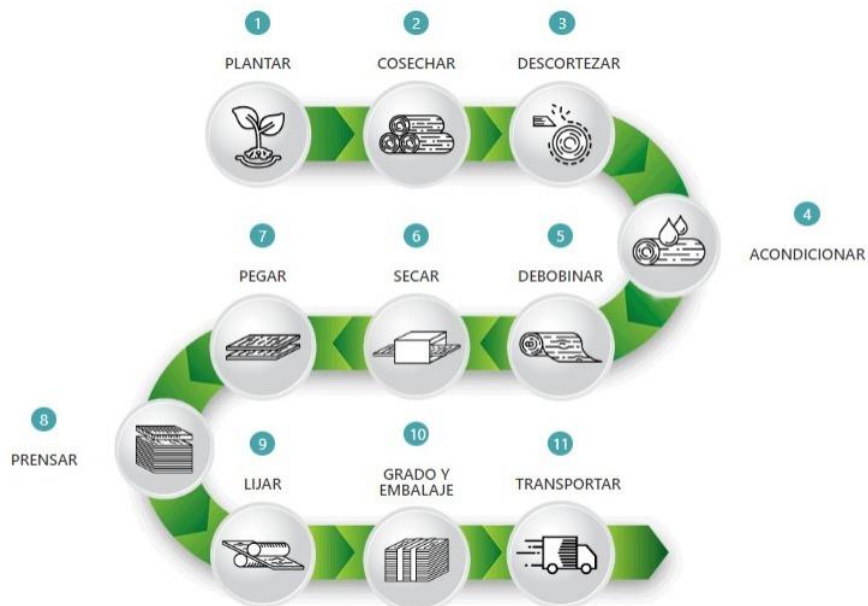 1
PLANTAR
2
COSECHAR
3
DESCORTEZAR
4
ACONDICIONAR
5
DEBOBINAR
6
SECAR
7
PEGAR
8
PRENSAR
9
LIJAR
10
GRADO Y
EMBALAJE
11
TRANSPORTAR